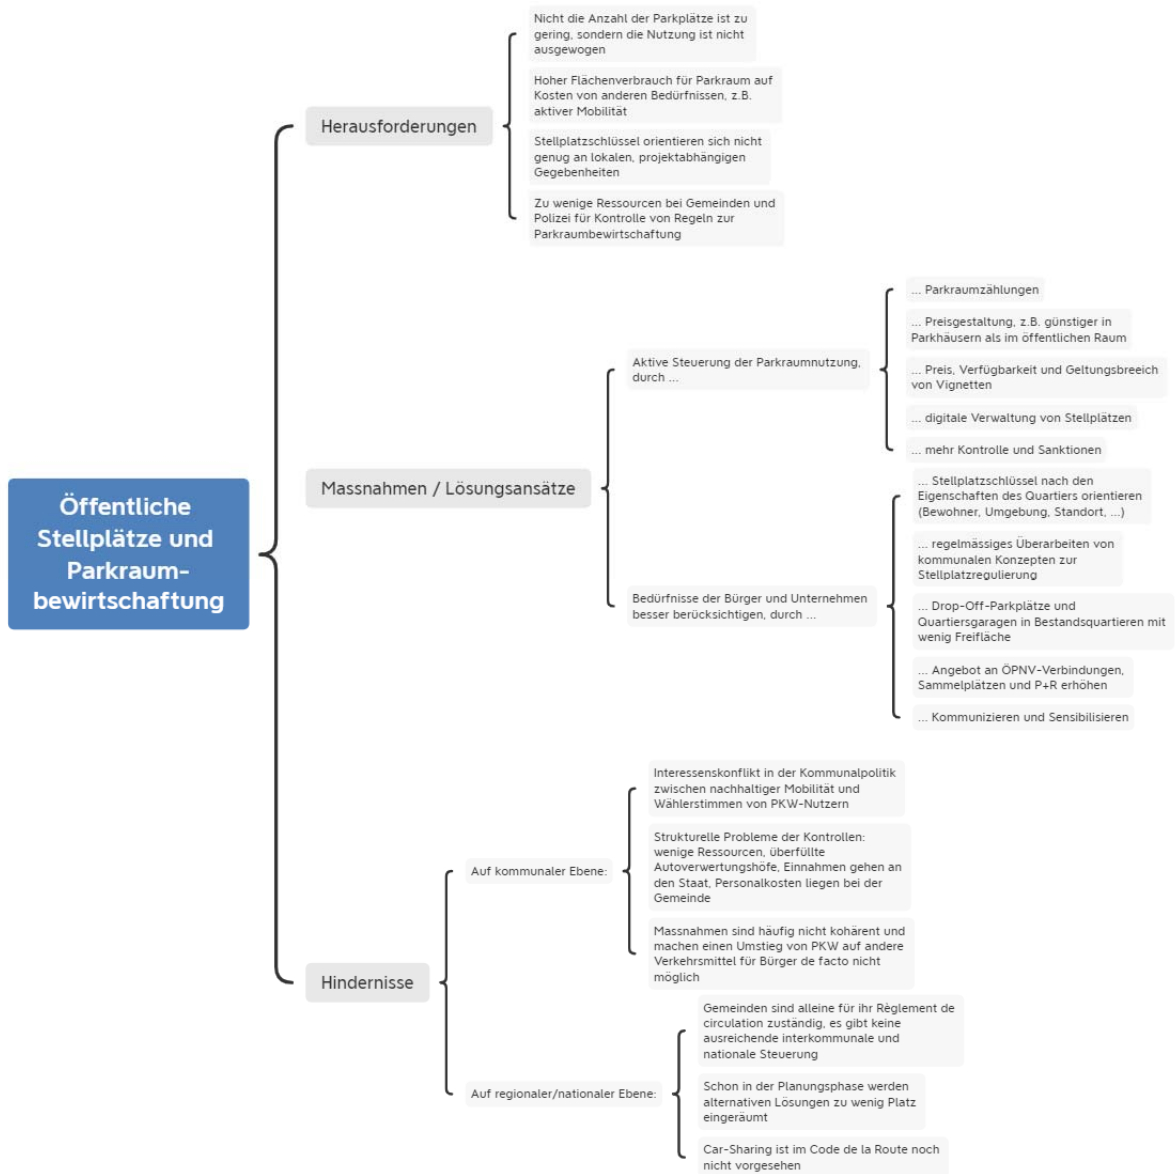 Öffentliche
Stellplätze und
Parkraum-
bewirtschaftung
Herausforderungen
Nicht die Anzahl der Parkplätze ist zu
gering, sondern die Nutzung ist nicht
ausgewogen
Hoher Flächenverbrauch für Parkraum auf
Kosten von anderen Bedürfnissen, z.B.
aktiver Mobilität
Stellplatzschlüssel orientieren sich nicht
genug an lokalen, projektabhängigen
Gegebenheiten
Zu wenige Ressourcen bei Gemeinden und
Polizei für Kontrolle von Regeln zur
Parkraumbewirtschaftung
Massnahmen / Lösungsansätze
Aktive Steuerung der Parkraumnutzung,
durch ...
... Parkraumzählungen
... Preisgestaltung, z.B. günstiger in
Parkhäusern als im öffentlichen Raum
... Preis, Verfügbarkeit und Geltungsbreeich
von Vignetten
... digitale Verwaltung von Stellplätzen
... mehr Kontrolle und Sanktionen
Bedürfnisse der Bürger und Unternehmen
besser berücksichtigen, durch ...
... Stellplatzschlüssel nach den
Eigenschaften des Quartiers orientieren
(Bewohner, Umgebung, Standort, ...)
... regelmässiges Überarbeiten von
kommunalen Konzepten zur
Stellplatzregulierung
... Drop-Off-Parkplätze und
Quartiersgaragen in Bestandsquartieren mit
wenig Freifläche
... Angebot an ÖPNV-Verbindungen,
Sammelplätzen und P+R erhöhen
... Kommunizieren und Sensibilisieren
Hindernisse
Auf kommunaler Ebene:
Interessenskonflikt in der Kommunalpolitik
zwischen nachhaltiger Mobilität und
Wählerstimmen von PKW-Nutzern
Strukturelle Probleme der Kontrollen:
wenige Ressourcen, überfüllte
Autoverwertungshöfe, Einnahmen gehen an
den Staat, Personalkosten liegen bei der
Gemeinde
Massnahmen sind häufig nicht kohärent und
machen einen Umstieg von PKW auf andere
Verkehrsmittel für Bürger de facto nicht
möglich
Auf regionaler/nationaler Ebene:
Gemeinden sind alleine für ihr Règlement de
circulation zuständig, es gibt keine
ausreichende interkommunale und
nationale Steuerung
Schon in der Planungsphase werden
alternativen Lösungen zu wenig Platz
eingeräumt
Car-Sharing ist im Code de la Route noch
nicht vorgesehen